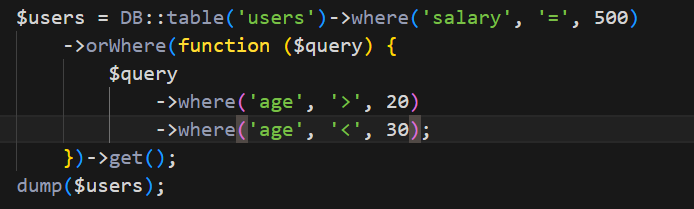 $users = DB::table('users')->where('salary', '=', 500)
    ->orWhere(function ($query) {
        $query
            ->where('age', '>', 20)
            ->where('age', '<', 30);
    })->get();
dump($users);